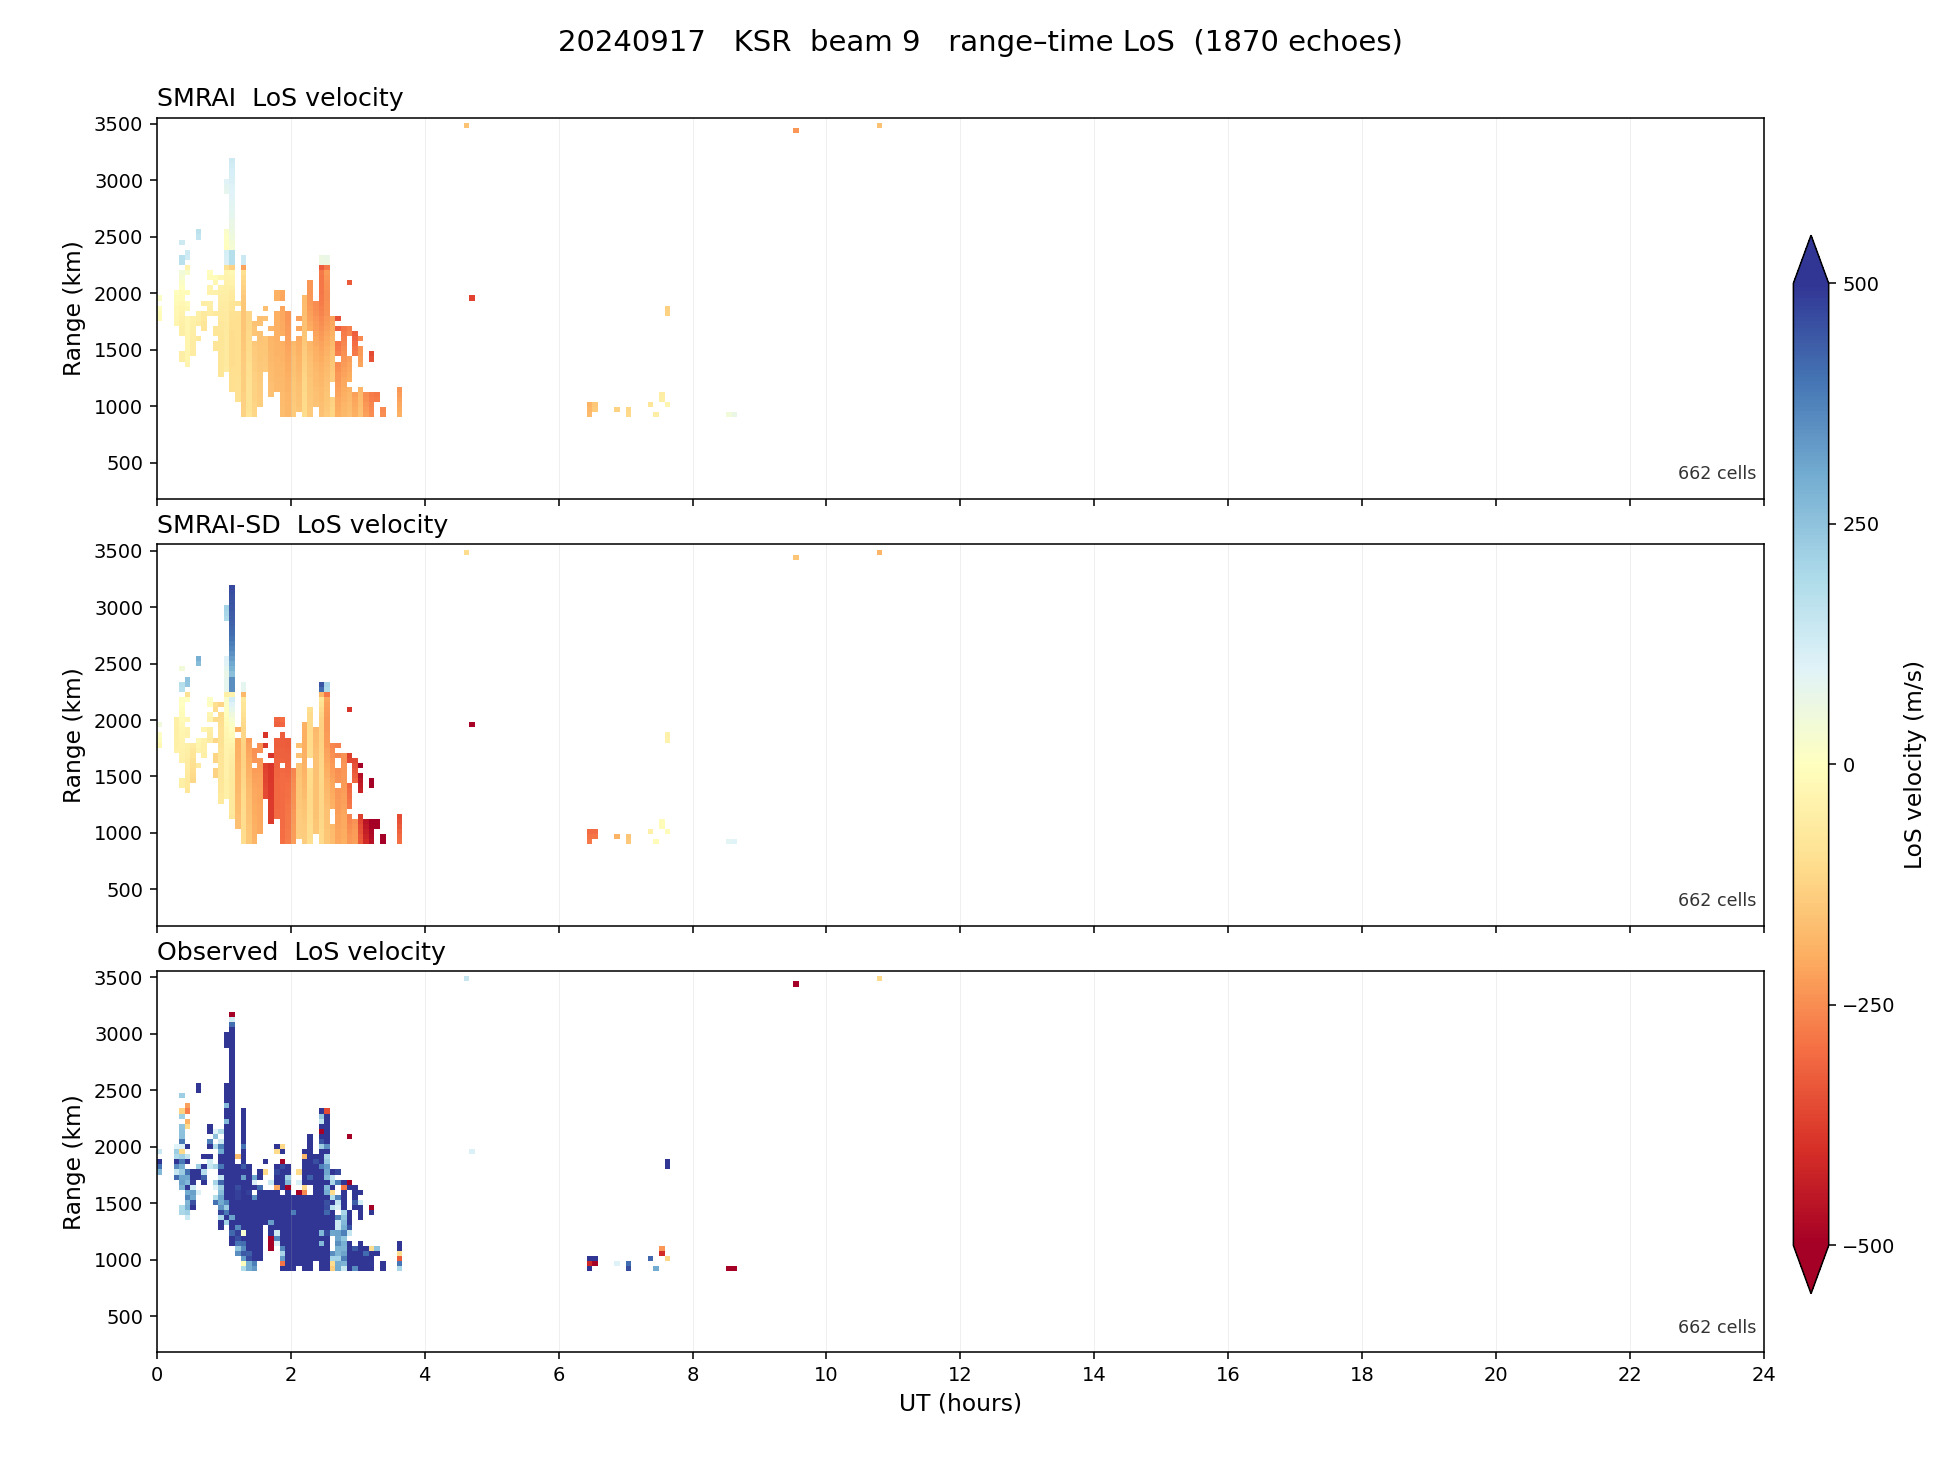 20240917 KSR beam 9 range–time LoS (1870 echoes)
SMRAI LoS velocity
3500
3000
2500
2000
1500
1000
500
Range (km)
662 cells
SMRAI-SD LoS velocity
3500
3000
2500
2000
1500
1000
500
Range (km)
662 cells
Observed LoS velocity
3500
3000
2500
2000
1500
1000
500
Range (km)
662 cells
0 2 4 6 8 10 12 14 16 18 20 22 24
UT (hours)
500
250
0
−250
−500
LoS velocity (m/s)